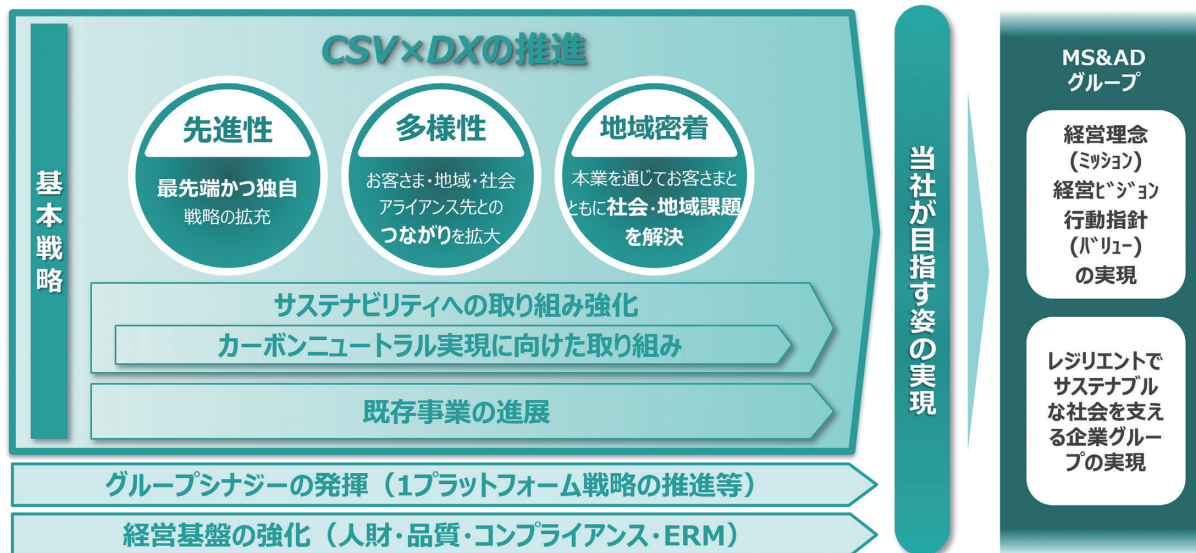 基本戦略
CSV×DXの推進
先進性
最先端かつ独自
戦略の拡充
多様性
お客さま・地域・社会
アライアンス先との
つながりを拡大
地域密着
本業を通じてお客さまと
ともに社会・地域課題
を解決
サステナビリティへの取り組み強化
カーボンニュートラル実現に向けた取り組み
既存事業の進展
グループシナジーの発揮（1プラットフォーム戦略の推進等）
経営基盤の強化（人財・品質・コンプライアンス・ERM）
当社が目指す姿の実現
MS&AD
グループ
経営理念
(ミッション)
経営ビジョン
行動指針
(バリュー)
の実現
レジリエントで
サステナブル
な社会を支え
る企業グルー
プの実現